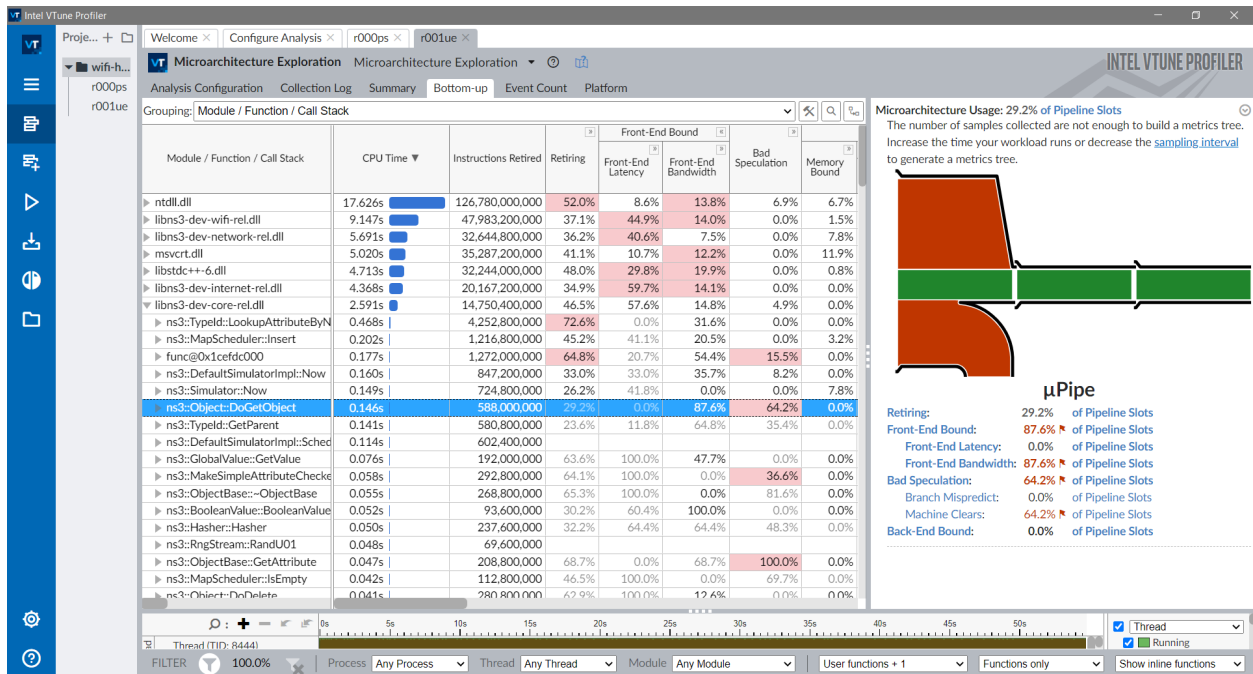 Intel VTune Profiler
Proje...
wifi-h...
r000ps
r001ue
Welcome
Configure Analysis
r000ps
r001ue
Microarchitecture Exploration Microarchitecture Exploration
INTEL VTUNE PROFILER
Analysis Configuration Collection Log Summary Bottom-up Event Count Platform
Grouping: Module / Function / Call Stack
Module / Function / Call Stack CPU Time Instructions Retired Retiring Front-End Bound Front-End Latency Front-End Bandwidth Bad Speculation Memory Bound
ntdll.dll 17.626s 126,780,000,000 52.0% 8.6% 13.8% 6.9% 6.7%
libns3-dev-wifi-rel.dll 9.147s 47,983,200,000 37.1% 44.9% 14.0% 0.0% 1.5%
libns3-dev-network-rel.dll 5.691s 32,644,800,000 36.2% 40.6% 7.5% 0.0% 7.8%
msvcrt.dll 5.020s 35,287,200,000 41.1% 10.7% 12.2% 0.0% 11.9%
libstdc++-6.dll 4.713s 32,244,000,000 48.0% 29.8% 19.9% 0.0% 0.8%
libns3-dev-internet-rel.dll 4.368s 20,167,200,000 34.9% 59.7% 14.1% 0.0% 0.0%
libns3-dev-core-rel.dll 2.591s 14,750,400,000 46.5% 57.6% 14.8% 4.9% 0.0%
ns3::TypeId::LookupAttributeByN 0.468s 4,252,800,000 72.6% 0.0% 31.6% 0.0% 0.0%
ns3::MapScheduler::Insert 0.202s 1,216,800,000 45.2% 41.1% 20.5% 0.0% 3.2%
func@0x1cefdc000 0.177s 1,272,000,000 64.8% 20.7% 54.4% 15.5% 0.0%
ns3::DefaultSimulatorImpl::Now 0.160s 847,200,000 33.0% 33.0% 35.7% 8.2% 0.0%
ns3::Simulator::Now 0.149s 724,800,000 26.2% 41.8% 0.0% 0.0% 7.8%
ns3::Object::DoGetObject 0.146s 588,000,000 29.2% 0.0% 87.6% 64.2% 0.0%
ns3::TypeId::GetParent 0.141s 580,800,000 23.6% 11.8% 64.8% 35.4% 0.0%
ns3::DefaultSimulatorImpl::Sched 0.114s 602,400,000
ns3::GlobalValue::GetValue 0.076s 192,000,000 63.6% 100.0% 47.7% 0.0% 0.0%
ns3::MakeSimpleAttributeChecke 0.058s 292,800,000 64.1% 100.0% 0.0% 36.6% 0.0%
ns3::ObjectBase::~ObjectBase 0.055s 268,800,000 65.3% 100.0% 0.0% 81.6% 0.0%
ns3::BooleanValue::BooleanValue 0.052s 93,600,000 30.2% 60.4% 100.0% 0.0% 0.0%
ns3::Hasher::Hasher 0.050s 237,600,000 32.2% 64.4% 64.4% 48.3% 0.0%
ns3::RngStream::RandU01 0.048s 69,600,000
ns3::ObjectBase::GetAttribute 0.047s 208,800,000 68.7% 0.0% 68.7% 100.0% 0.0%
ns3::MapScheduler::IsEmpty 0.042s 112,800,000 46.5% 100.0% 0.0% 69.7% 0.0%
ns3::Object::DoDelete 0.041s 280,800,000 62.9% 100.0% 12.6% 0.0% 0.0%
Microarchitecture Usage: 29.2% of Pipeline Slots
The number of samples collected are not enough to build a metrics tree.
Increase the time your workload runs or decrease the sampling interval
to generate a metrics tree.
μPipe
Retiring: 29.2% of Pipeline Slots
Front-End Bound: 87.6% of Pipeline Slots
Front-End Latency: 0.0% of Pipeline Slots
Front-End Bandwidth: 87.6% of Pipeline Slots
Bad Speculation: 64.2% of Pipeline Slots
Branch Mispredict: 0.0% of Pipeline Slots
Machine Clears: 64.2% of Pipeline Slots
Back-End Bound: 0.0% of Pipeline Slots
0s 5s 10s 15s 20s 25s 30s 35s 40s 45s 50s
Thread (TID: 8444)
Thread
Running
FILTER 100.0% Process Any Process Thread Any Thread Module Any Module User functions + 1 Functions only Show inline functions